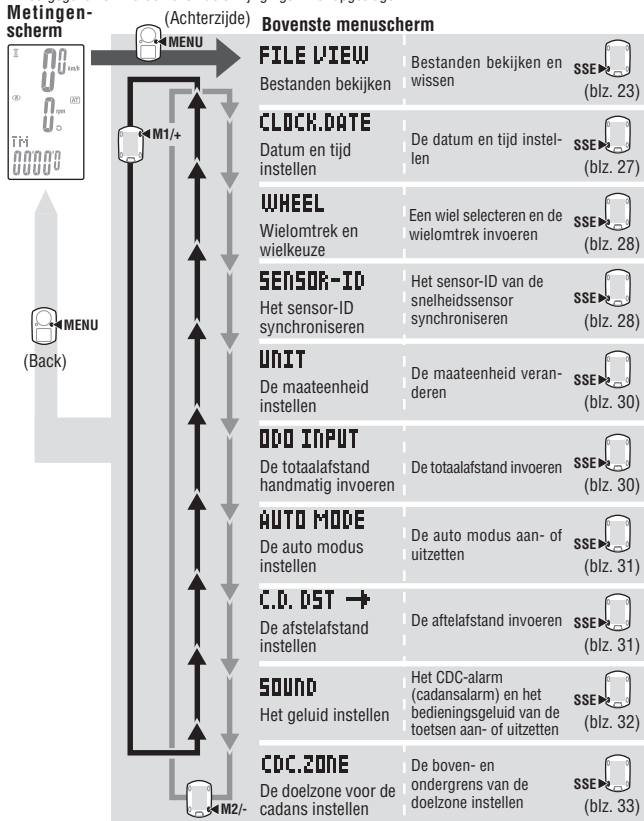 Metingen-
scherm
(Achterzijde)
MENU
Bovenste menuscherm
km/h
rpm
AT
TM
M1/+
FILE VIEW
Bestanden bekijken
Bestanden bekijken en
wissen
SSE
(blz. 23)
CLOCK.DATE
Datum en tijd
instellen
De datum en tijd instel-
len
SSE
(blz. 27)
WHEEL
Wielomtrek en
wielkeuze
Een wiel selecteren en de
wielomtrek invoeren
SSE
(blz. 28)
SENSOR-ID
Het sensor-ID
synchroniseren
Het sensor-ID van de
snelheidssensor
synchroniseren
SSE
(blz. 28)
MENU
(Back)
UNIT
De maateenheid
instellen
De maateenheid veran-
deren
SSE
(blz. 30)
ODO INPUT
De totaalafstand
handmatig invoeren
De totaalafstand invoeren
SSE
(blz. 30)
AUTO MODE
De auto modus
instellen
De auto modus aan- of
uitzetten
SSE
(blz. 31)
C.D. DST →
De afstelafstand
instellen
De aftelafstand invoeren
SSE
(blz. 31)
SOUND
Het geluid instellen
Het CDC-alarm
(cadansalarm) en het
bedieningsgeluid van de
toetsen aan- of uitzetten
SSE
(blz. 32)
CDC.ZONE
De doelzone voor de
cadans instellen
De boven- en
ondergrens van de
doelzone instellen
SSE
(blz. 33)
M2/-